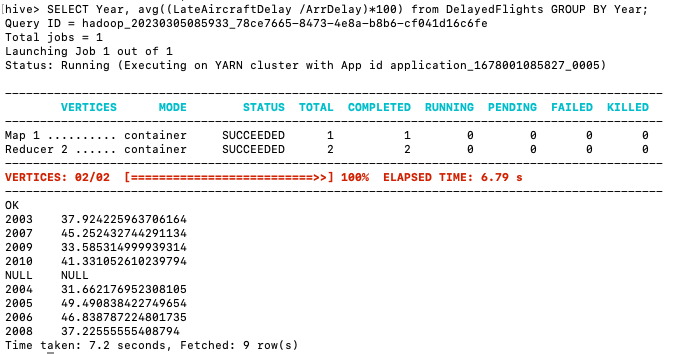 hive> SELECT Year, avg((LateAircraftDelay /ArrDelay)*100) from DelayedFlights GROUP BY Year;
Query ID = hadoop_20230305085933_78ce7665-8473-4e8a-b8b6-cf041d16c6fe
Total jobs = 1
Launching Job 1 out of 1
Status: Running (Executing on YARN cluster with App id application_1678001085827_0005)
VERTICES MODE STATUS TOTAL COMPLETED RUNNING PENDING FAILED KILLED
Map 1 .......... container SUCCEEDED 1 1 0 0 0 0
Reducer 2 ...... container SUCCEEDED 2 2 0 0 0 0
VERTICES: 02/02 [==========================>>] 100% ELAPSED TIME: 6.79 s
OK
2003 37.924225963706164
2007 45.252432744291134
2009 33.585314999939314
2010 41.331052610239794
NULL NULL
2004 31.662176952308105
2005 49.490838422749654
2006 46.838787224801735
2008 37.22555555408794
Time taken: 7.2 seconds, Fetched: 9 row(s)